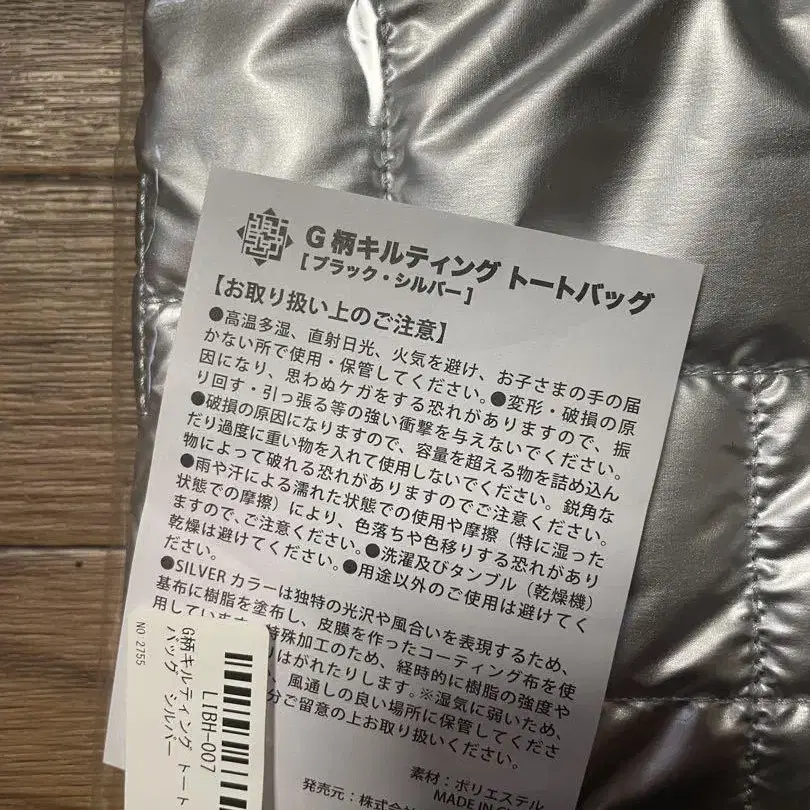 G柄キルティング トートバッグ
[ブラック・シルバー]
【お取り扱い上のご注意】
●高温多湿、直射日光、火気を避け、お子さまの手の届
かない所で使用・保管してください。●変形・破損の原
因になり、思わぬケガをする恐れがありますので、振
り回す・引っ張る等の強い衝撃を与えないでください。
●破損の原因になりますので、容量を超える物を詰め込ん
だり過度に重い物を入れて使用しないでください。鋭角な
物によって破れる恐れがありますのでご注意ください。
●雨や汗による濡れた状態での使用や摩擦（特に湿った
状態での摩擦）により、色落ちや色移りする恐れがあり
ますので、ご注意ください。●洗濯及びタンブル（乾燥機）
乾燥は避けてください。●用途以外のご使用は避けてく
ださい。
●SILVERカラーは独特の光沢や風合いを表現するため、
基布に樹脂を塗布し、皮膜を作ったコーティング布を使
用しています。特殊加工のため、経時的に樹脂の強度や
はがれたりします。※湿気に弱いため、
風通しの良い場所に保管してくださ
分ご留意の上お取り扱いください。
素材：ポリエステル
MADE IN
発売元：株式会社
G柄キルティング トート
バッグ シルバー
LIBH-007
NO 2755